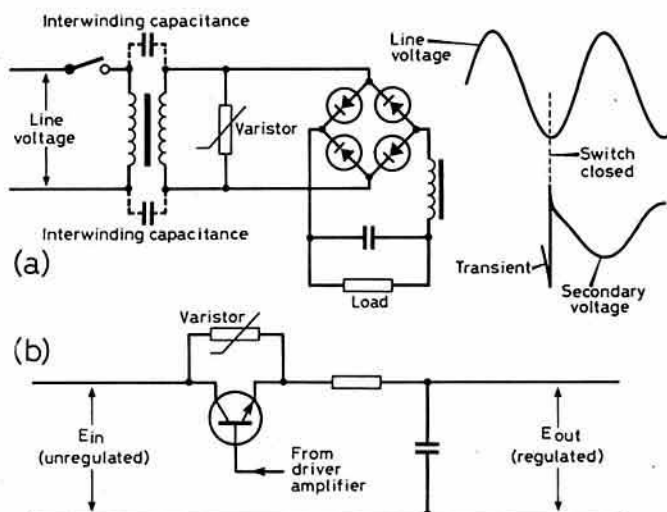 Interwinding capacitance
Line
voltage
Varistor
Interwinding capacitance
(a)
Load
Line
voltage
Switch
closed
Transient
Secondary
voltage
(b)
Varistor
Ein
(unregulated)
From
driver
amplifier
Eout
(regulated)